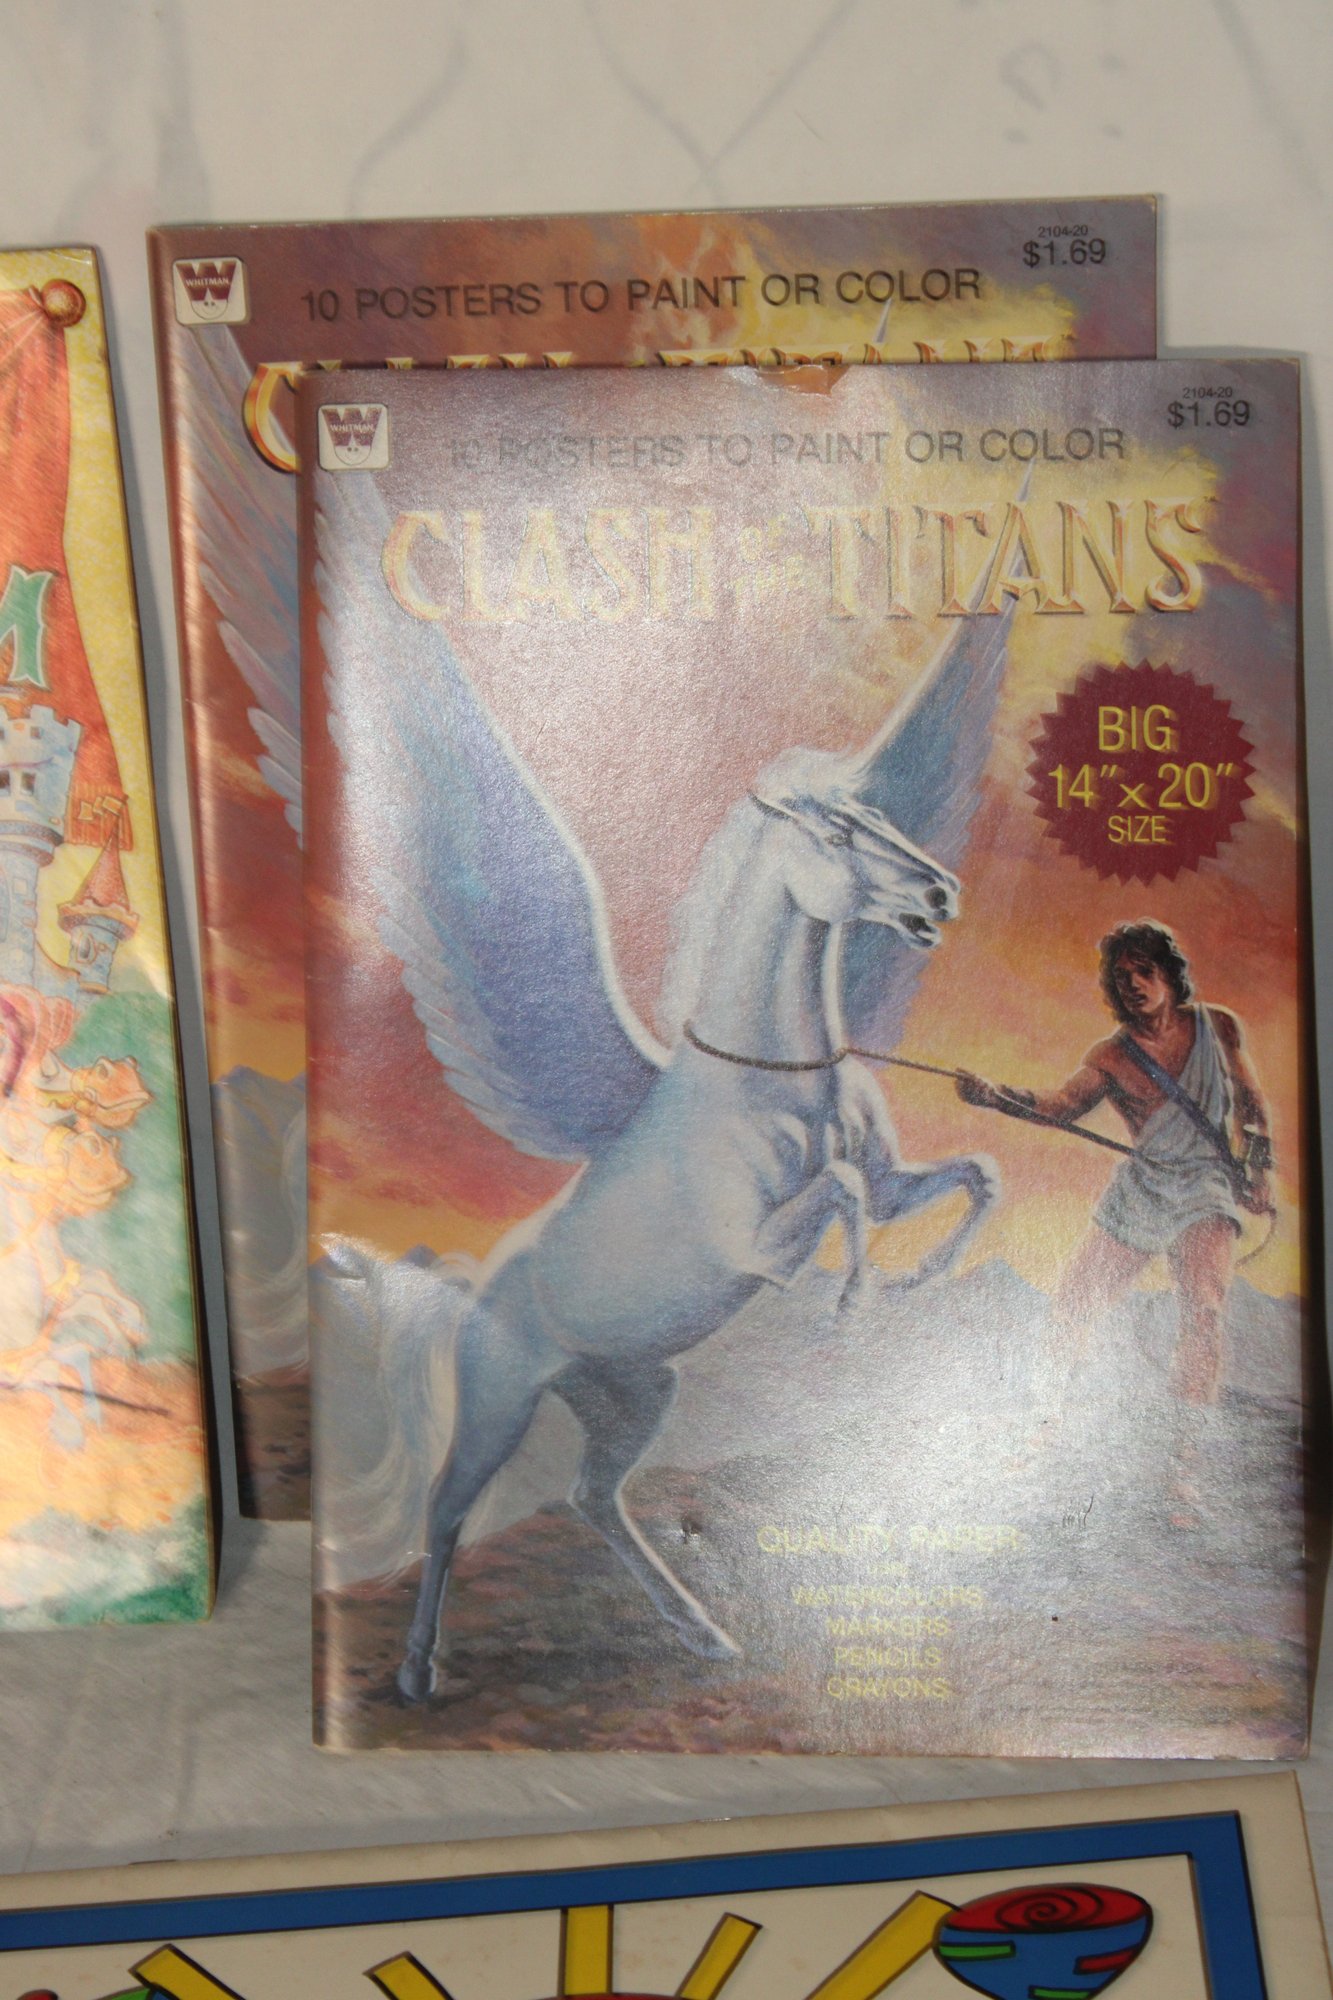 2104-20
$1.69
WHITMAN
10 POSTERS TO PAINT OR COLOR
2104-20
$1.69
WHITMAN
10 POSTERS TO PAINT OR COLOR
CLASH OF THE TITANS
BIG
14" x 20"
SIZE
QUALITY PAPER
USE
WATERCOLORS
MARKERS
PENCILS
CRAYONS